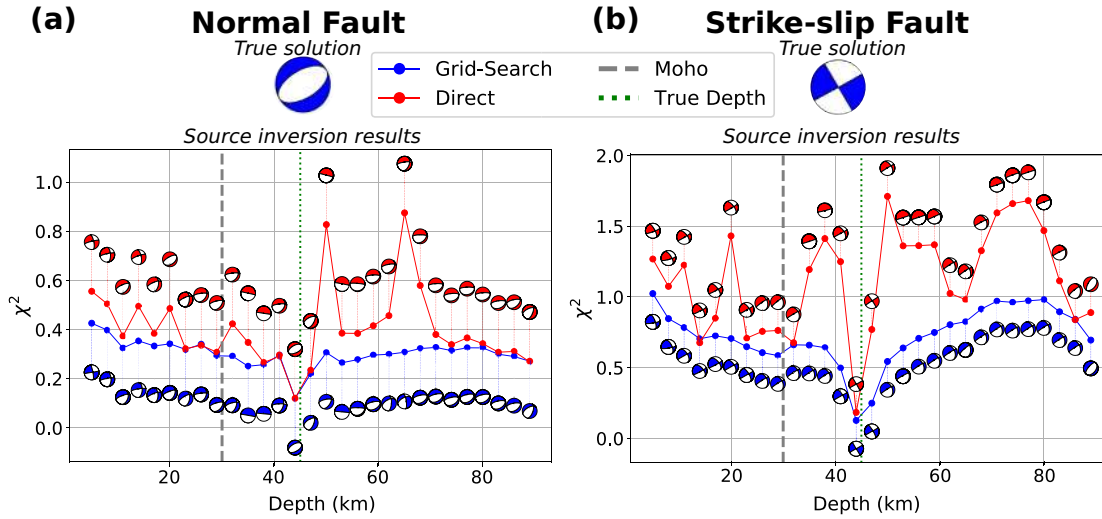 (a) Normal Fault
True solution
(b) Strike-slip Fault
True solution
Grid-Search
Direct
Moho
True Depth
Source inversion results
1.0
0.8
0.6
0.4
0.2
0.0
χ²
20 40 60 80
Depth (km)
Source inversion results
2.0
1.5
1.0
0.5
0.0
χ²
20 40 60 80
Depth (km)